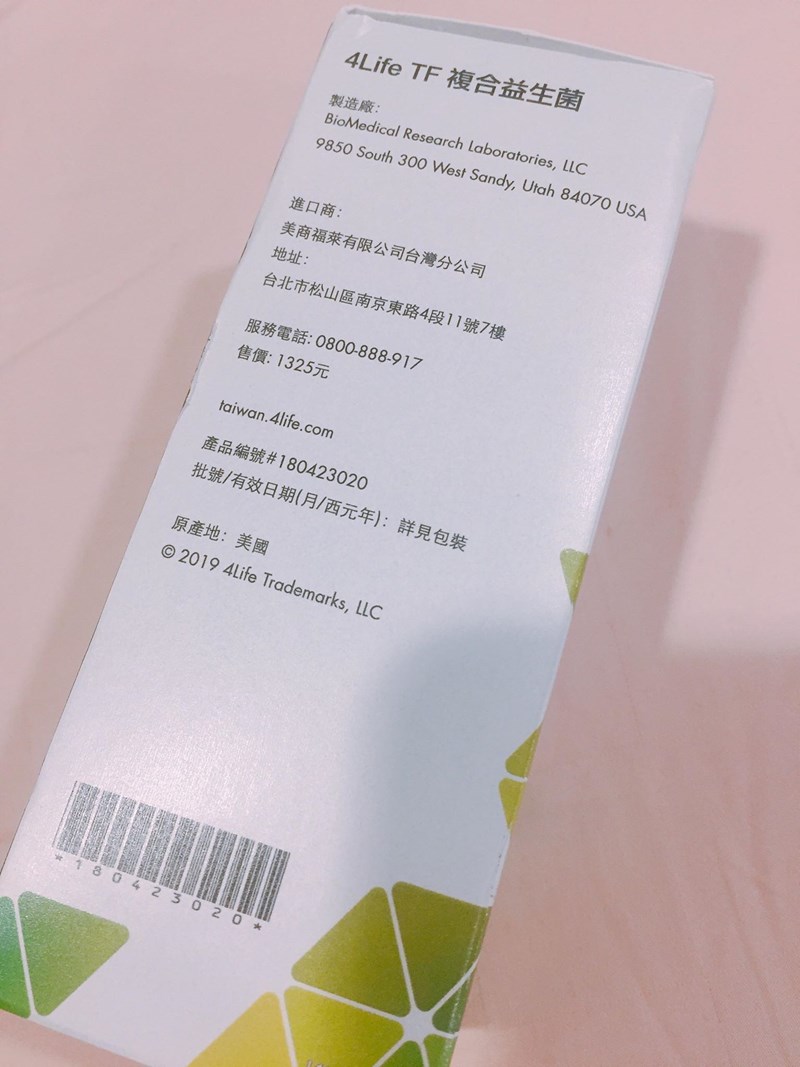 4Life TF 複合益生菌
製造廠:
BioMedical Research Laboratories, LLC
9850 South 300 West Sandy, Utah 84070 USA
進口商:
美商福萊有限公司台灣分公司
地址:
台北市松山區南京東路4段11號7樓
服務電話: 0800-888-917
售價: 1325元
taiwan.4life.com
產品編號#180423020
批號/有效日期(月/西元年): 詳見包裝
原產地: 美國
© 2019 4Life Trademarks, LLC
*180423020*